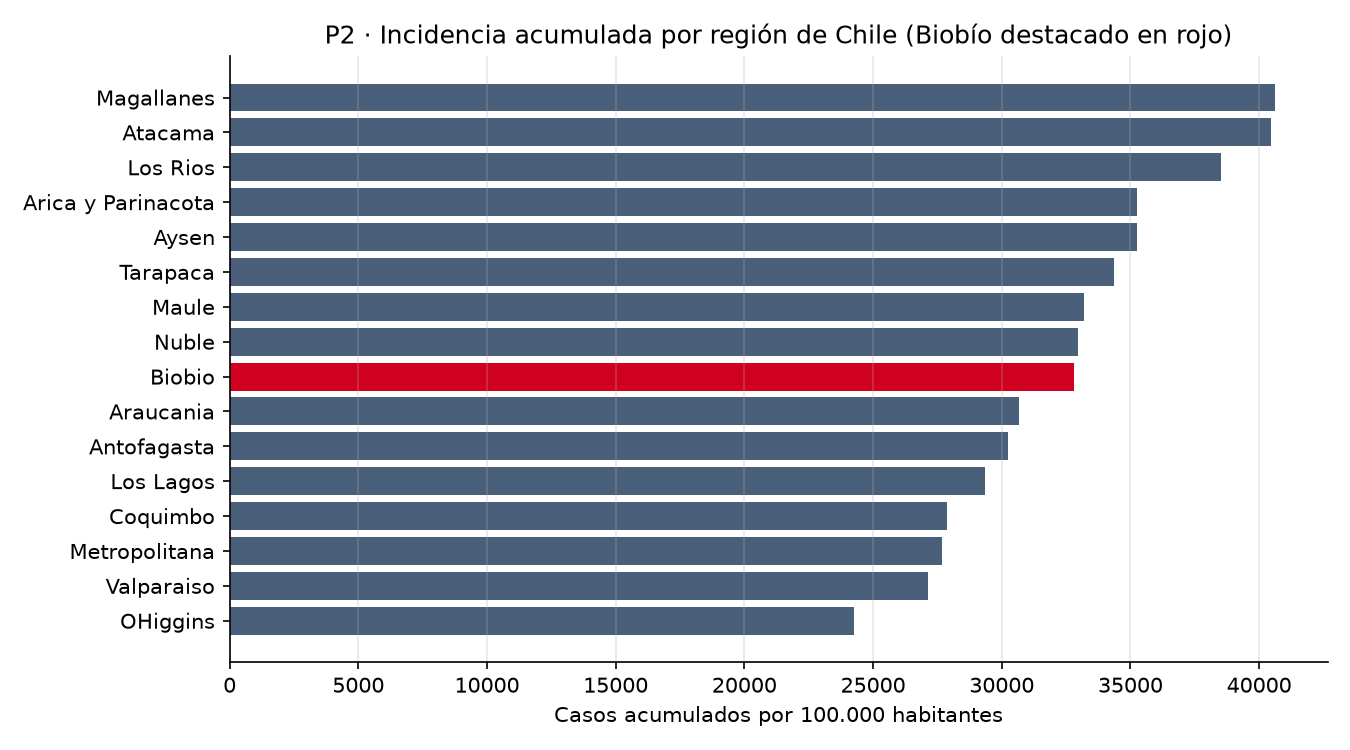 P2 · Incidencia acumulada por región de Chile (Biobío destacado en rojo)
Magallanes
Atacama
Los Rios
Arica y Parinacota
Aysen
Tarapaca
Maule
Nuble
Biobio
Araucania
Antofagasta
Los Lagos
Coquimbo
Metropolitana
Valparaiso
OHiggins
0 5000 10000 15000 20000 25000 30000 35000 40000
Casos acumulados por 100.000 habitantes